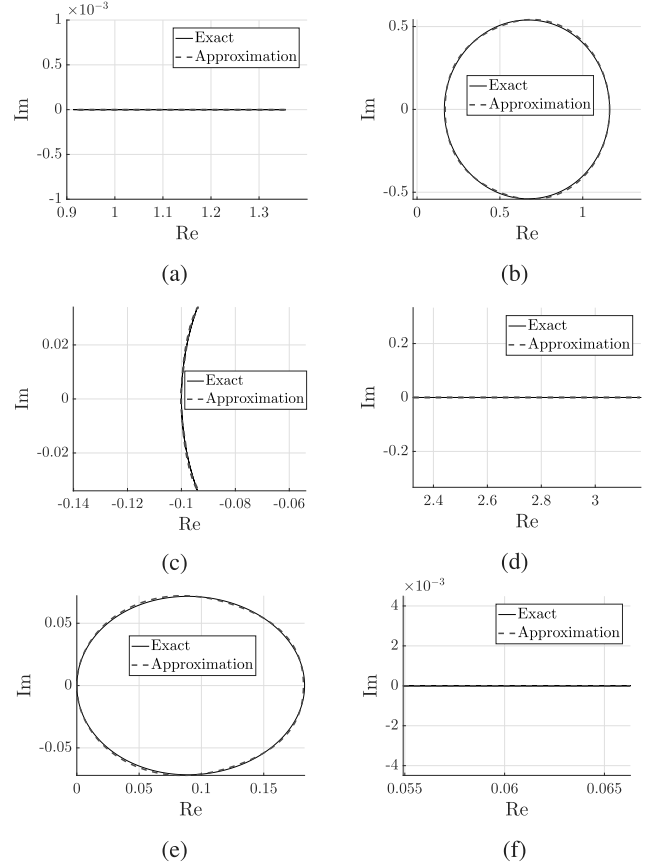 ×10⁻³
1
0.5
0
-0.5
-1
0.9 1 1.1 1.2 1.3
Re
Im
Exact
Approximation
(a)
0.5
0
-0.5
0 0.5 1
Re
Im
Exact
Approximation
(b)
0.02
0
-0.02
-0.14 -0.12 -0.1 -0.08 -0.06
Re
Im
Exact
Approximation
(c)
0.2
0
-0.2
2.4 2.6 2.8 3
Re
Im
Exact
Approximation
(d)
0.05
0
-0.05
0 0.05 0.1 0.15
Re
Im
Exact
Approximation
(e)
×10⁻³
4
2
0
-2
-4
0.055 0.06 0.065
Re
Im
Exact
Approximation
(f)